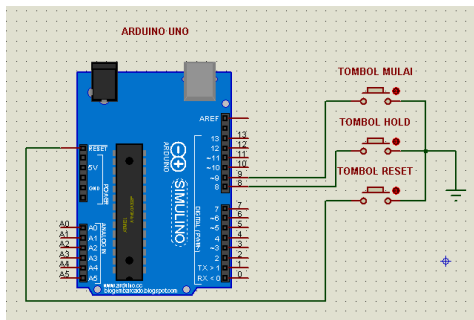 ARDUINO UNO
TOMBOL MULAI
TOMBOL HOLD
TOMBOL RESET
RESET
5V
GND
POWER
A0
A1
A2
A3
A4
A5
A0
A1
A2
A3
A4
A5
ANALOG IN
ARDUINO
SIMULINO
DIGITAL (PWM~)
AREF
13
12
~11
~10
~9
8
7
~6
~5
4
~3
2
TX > 1
RX < 0
13
12
11
10
9
8
7
6
5
4
3
2
1
0
www.arduino.cc
blogembarcado.blogspot.com